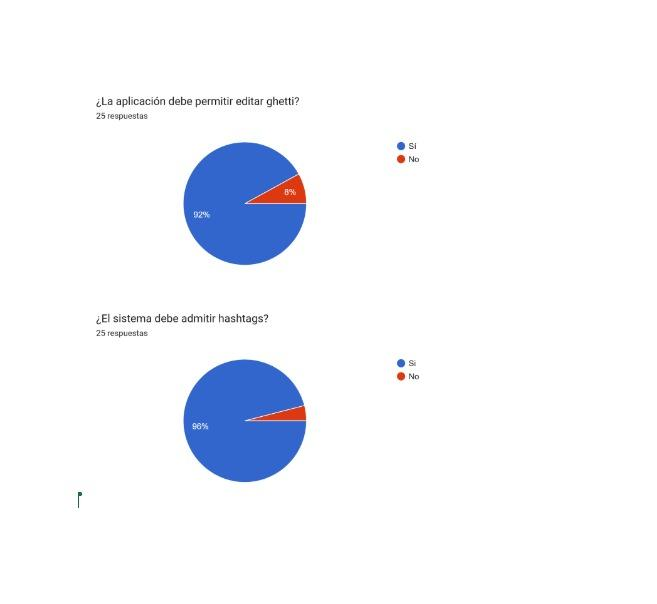 ¿La aplicación debe permitir editar ghetti?
25 respuestas
Sí
No
8%
92%
¿El sistema debe admitir hashtags?
25 respuestas
Sí
No
96%